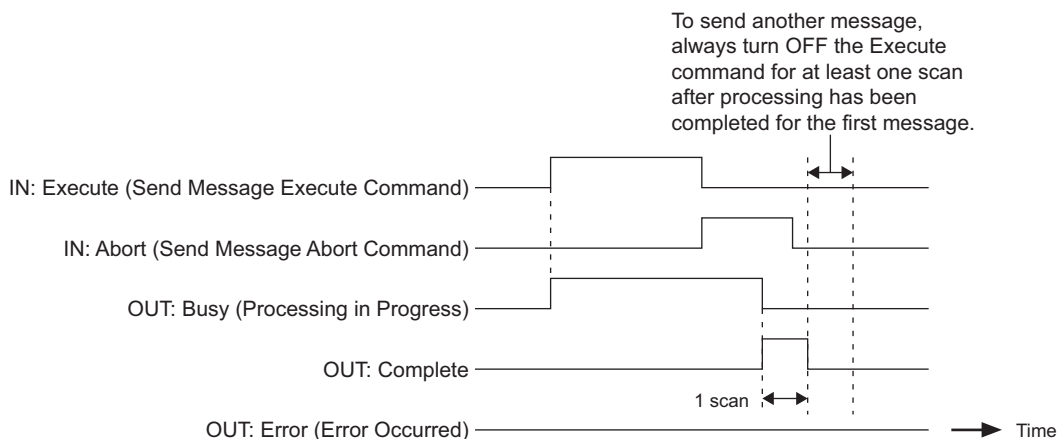 To send another message,
always turn OFF the Execute
command for at least one scan
after processing has been
completed for the first message.
IN: Execute (Send Message Execute Command)
IN: Abort (Send Message Abort Command)
OUT: Busy (Processing in Progress)
OUT: Complete
1 scan
OUT: Error (Error Occurred)
Time